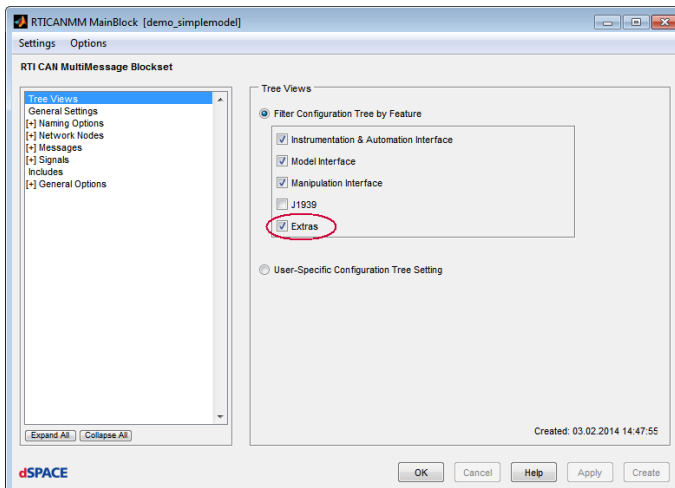 RTICANMM MainBlock [demo_simplemodel]
Settings Options
RTI CAN MultiMessage Blockset
Tree Views
General Settings
[+] Naming Options
[+] Network Nodes
[+] Messages
[+] Signals
Includes
[+] General Options
Expand All Collapse All
Tree Views
Filter Configuration Tree by Feature
Instrumentation & Automation Interface
Model Interface
Manipulation Interface
J1939
Extras
User-Specific Configuration Tree Setting
Created: 03.02.2014 14:47:55
dSPACE
OK Cancel Help Apply Create